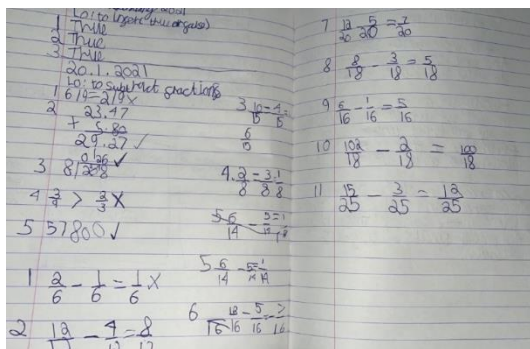 LO: to
1 True
2 True
3 True
20.1.2021
Lo: to subtract fractions
1 6/9 = 2/9 X
2 23.47
+ 5.80
29.27 ✓
0126 ✓
3 8/
4 3/4 > 2/3 X
5 57800 ✓
1 2/6 - 1/6 = 1/6 X
2 12/ - 4/ = 8/
3 10/15 - 4/15 =
6/15
4. 2/8 = 3/8 1/8
5 6/14 - 5/14 = 1/14
5 6/14 - 5/14 = 1/14
6 12/16 - 5/16 = 7/16
7 12/20 5/20 = 7/20
8 8/18 - 3/18 = 5/18
9 6/16 - 1/16 = 5/16
10 102/18 - 2/18 = 100/18
11 15/25 - 3/25 = 12/25